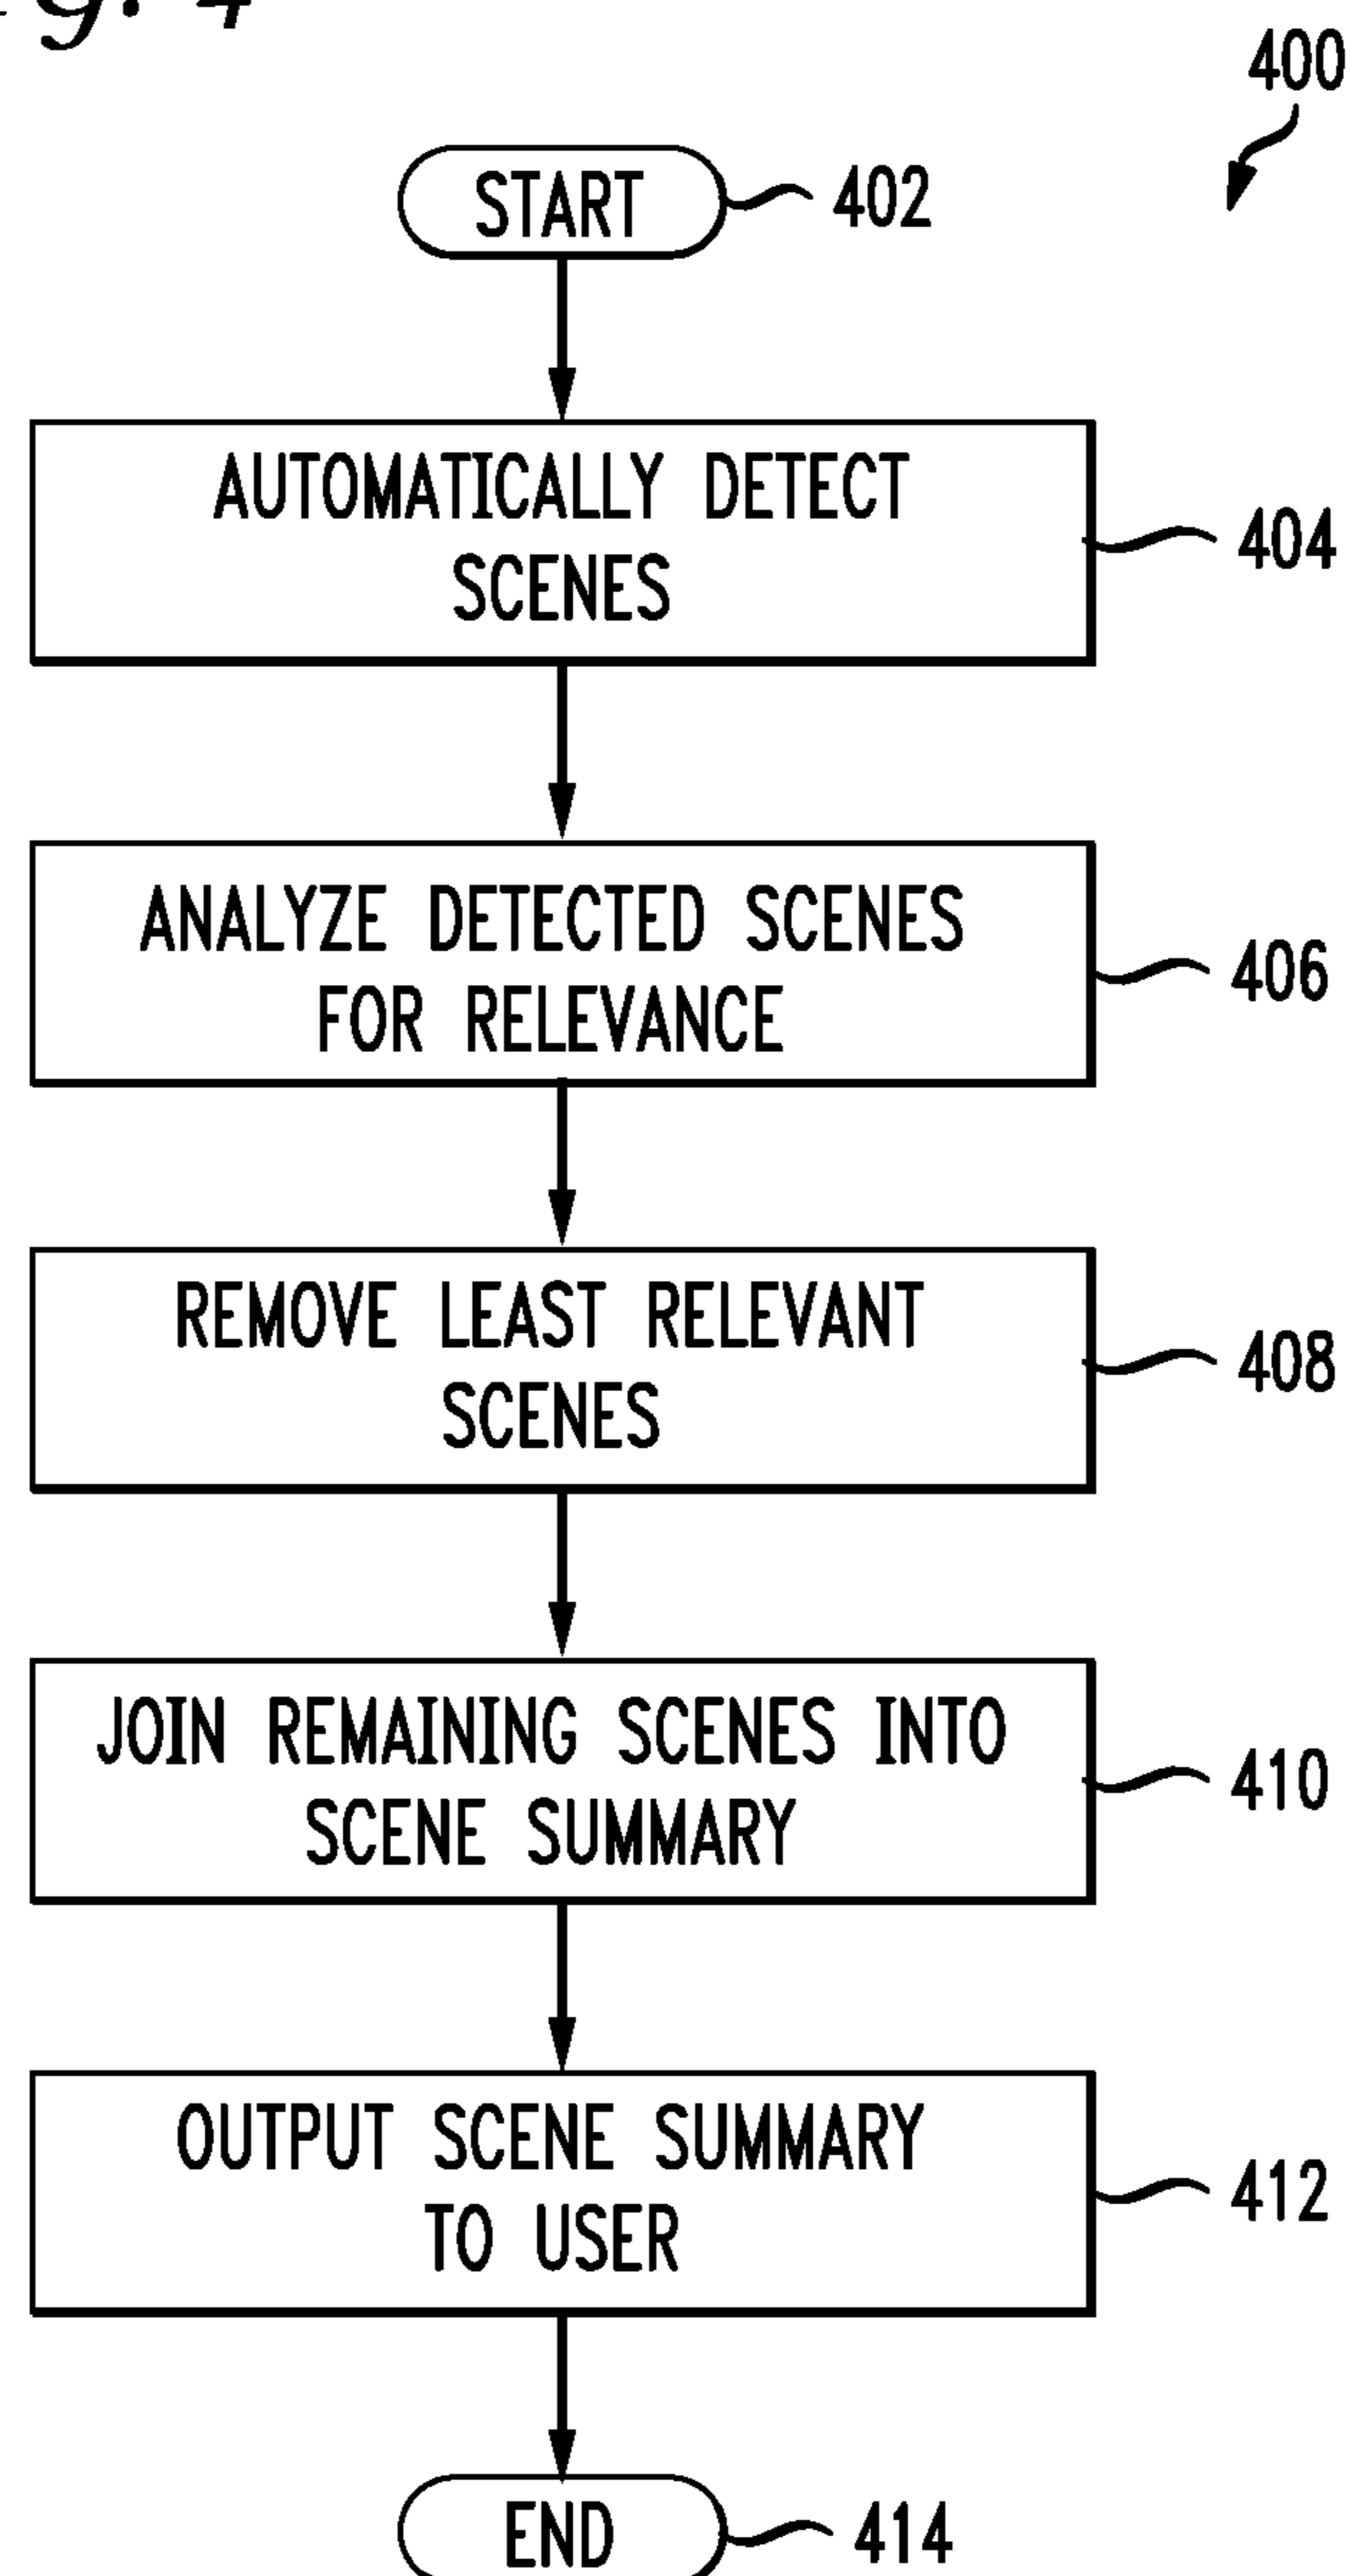 g. 4
400
START
402
AUTOMATICALLY DETECT
SCENES
404
ANALYZE DETECTED SCENES
FOR RELEVANCE
406
REMOVE LEAST RELEVANT
SCENES
408
JOIN REMAINING SCENES INTO
SCENE SUMMARY
410
OUTPUT SCENE SUMMARY
TO USER
412
END
414